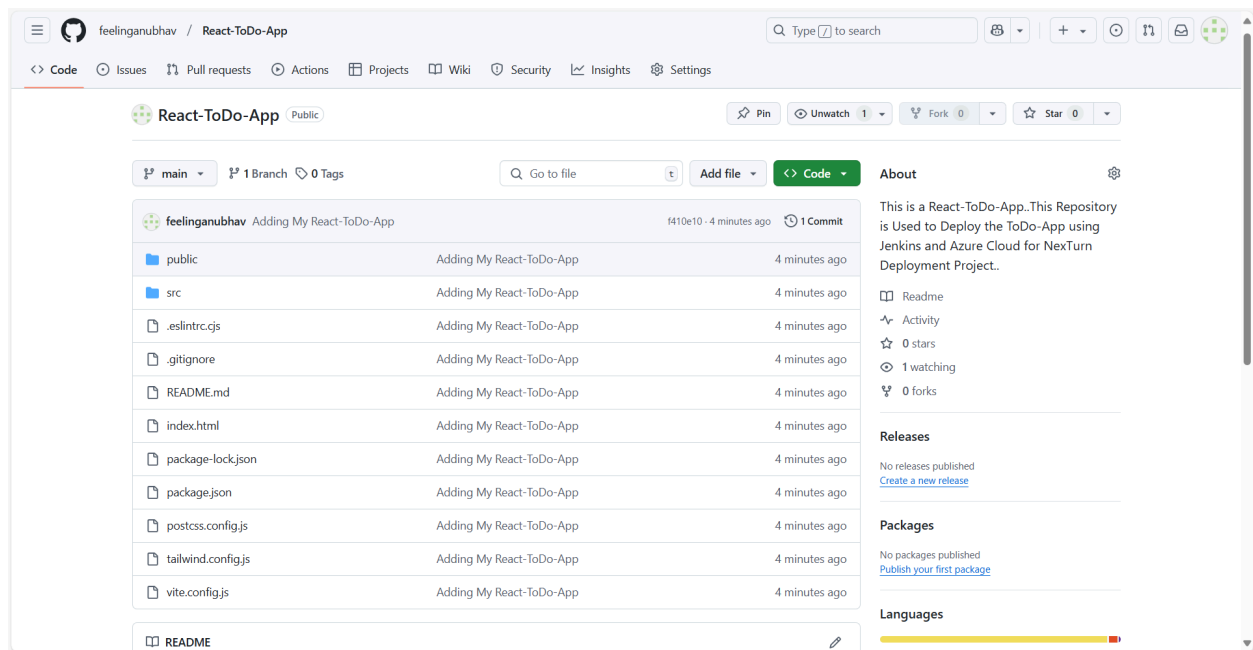 feelinganubhav / React-ToDo-App
Type / to search
Code Issues Pull requests Actions Projects Wiki Security Insights Settings
React-ToDo-App Public
Pin Unwatch 1 Fork 0 Star 0
main 1 Branch 0 Tags Go to file t Add file Code
feelinganubhav Adding My React-ToDo-App f410e10 · 4 minutes ago 1 Commit
public Adding My React-ToDo-App 4 minutes ago
src Adding My React-ToDo-App 4 minutes ago
.eslintrc.cjs Adding My React-ToDo-App 4 minutes ago
.gitignore Adding My React-ToDo-App 4 minutes ago
README.md Adding My React-ToDo-App 4 minutes ago
index.html Adding My React-ToDo-App 4 minutes ago
package-lock.json Adding My React-ToDo-App 4 minutes ago
package.json Adding My React-ToDo-App 4 minutes ago
postcss.config.js Adding My React-ToDo-App 4 minutes ago
tailwind.config.js Adding My React-ToDo-App 4 minutes ago
vite.config.js Adding My React-ToDo-App 4 minutes ago
README
About
This is a React-ToDo-App..This Repository
is Used to Deploy the ToDo-App using
Jenkins and Azure Cloud for NexTurn
Deployment Project..
Readme
Activity
0 stars
1 watching
0 forks
Releases
No releases published
Create a new release
Packages
No packages published
Publish your first package
Languages